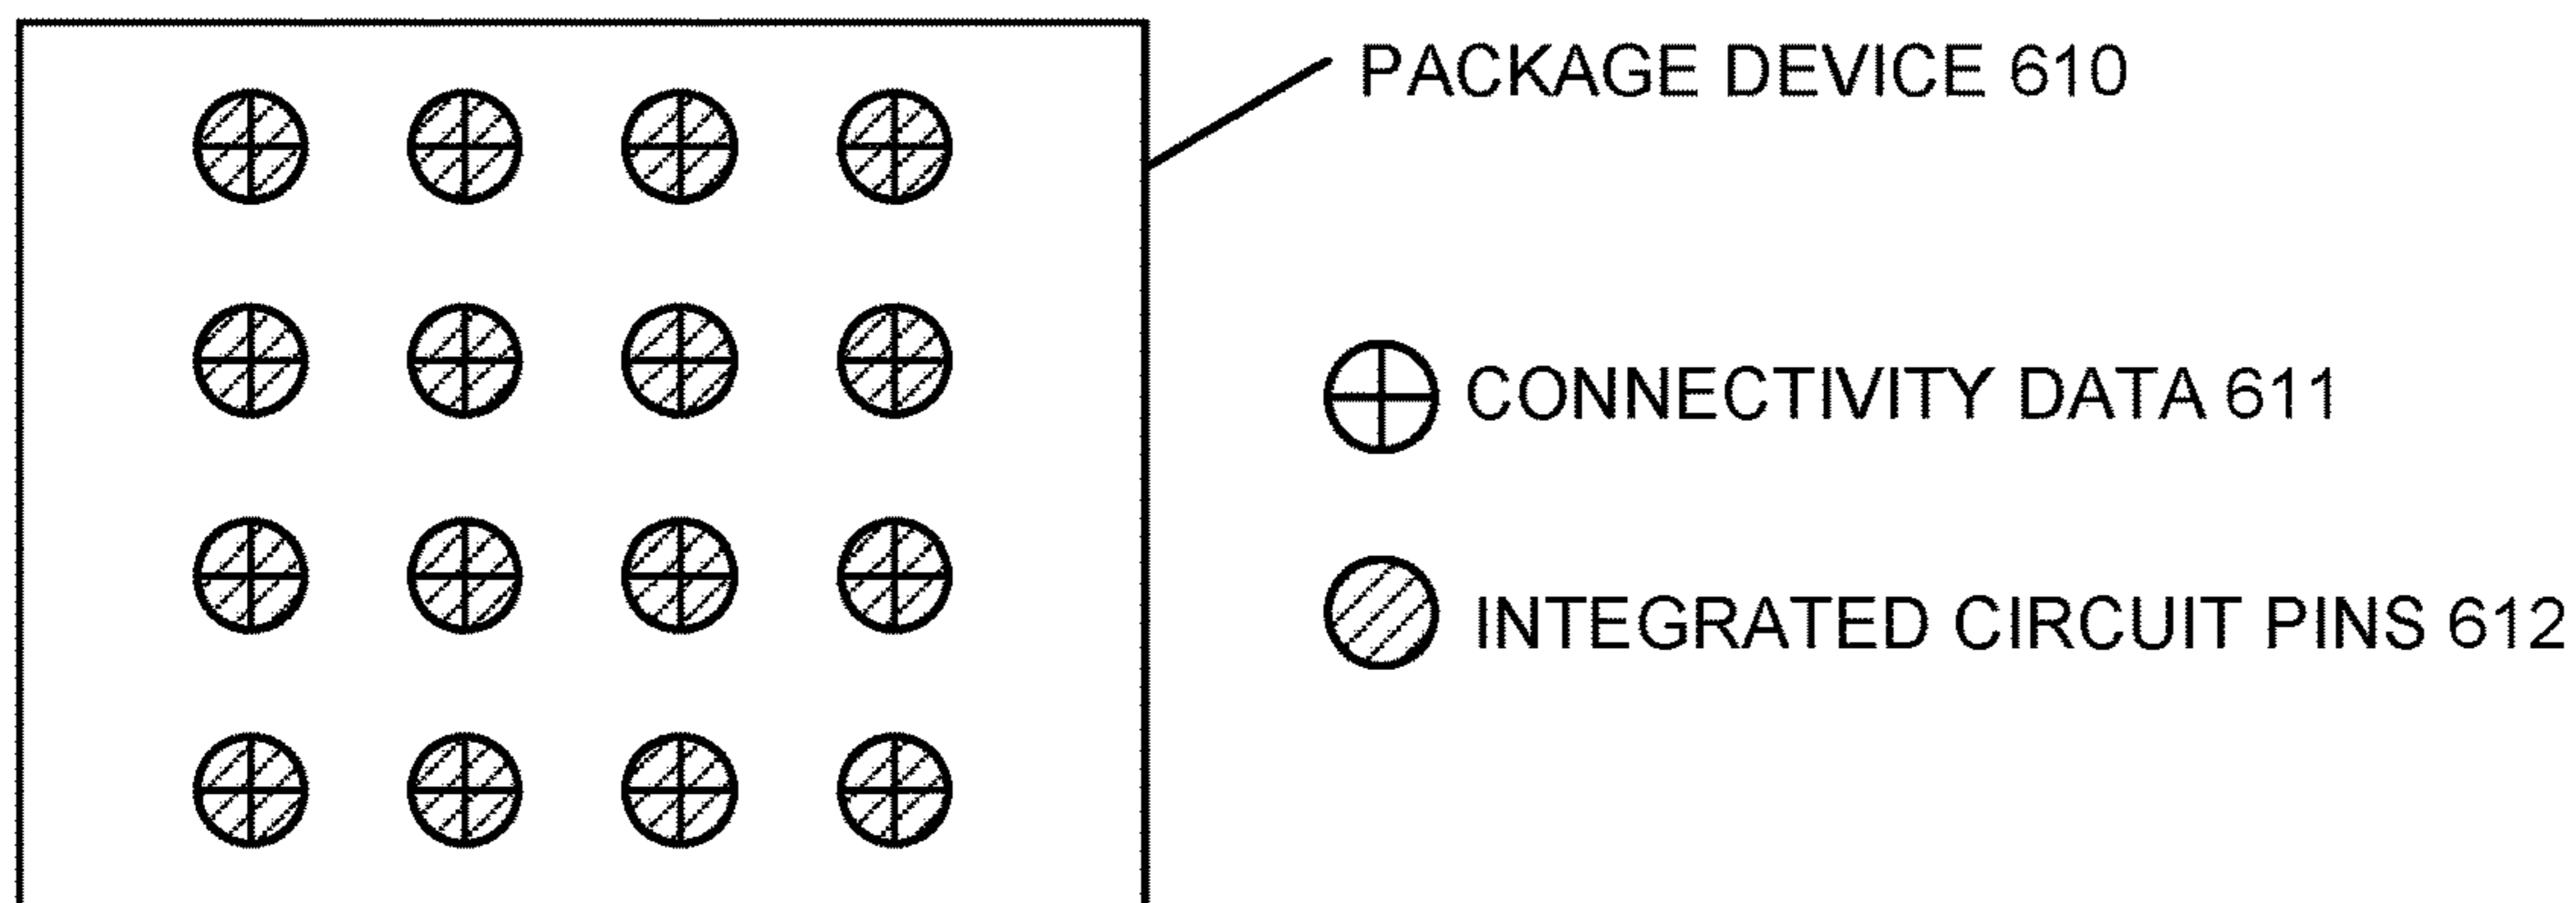 PACKAGE DEVICE 610
CONNECTIVITY DATA 611
INTEGRATED CIRCUIT PINS 612